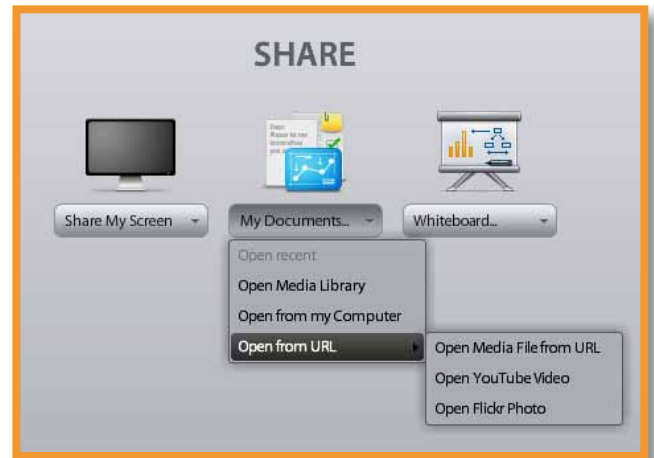 SHARE
Share My Screen
My Documents...
Whiteboard...
Open recent
Open Media Library
Open from my Computer
Open from URL
Open Media File from URL
Open YouTube Video
Open Flickr Photo